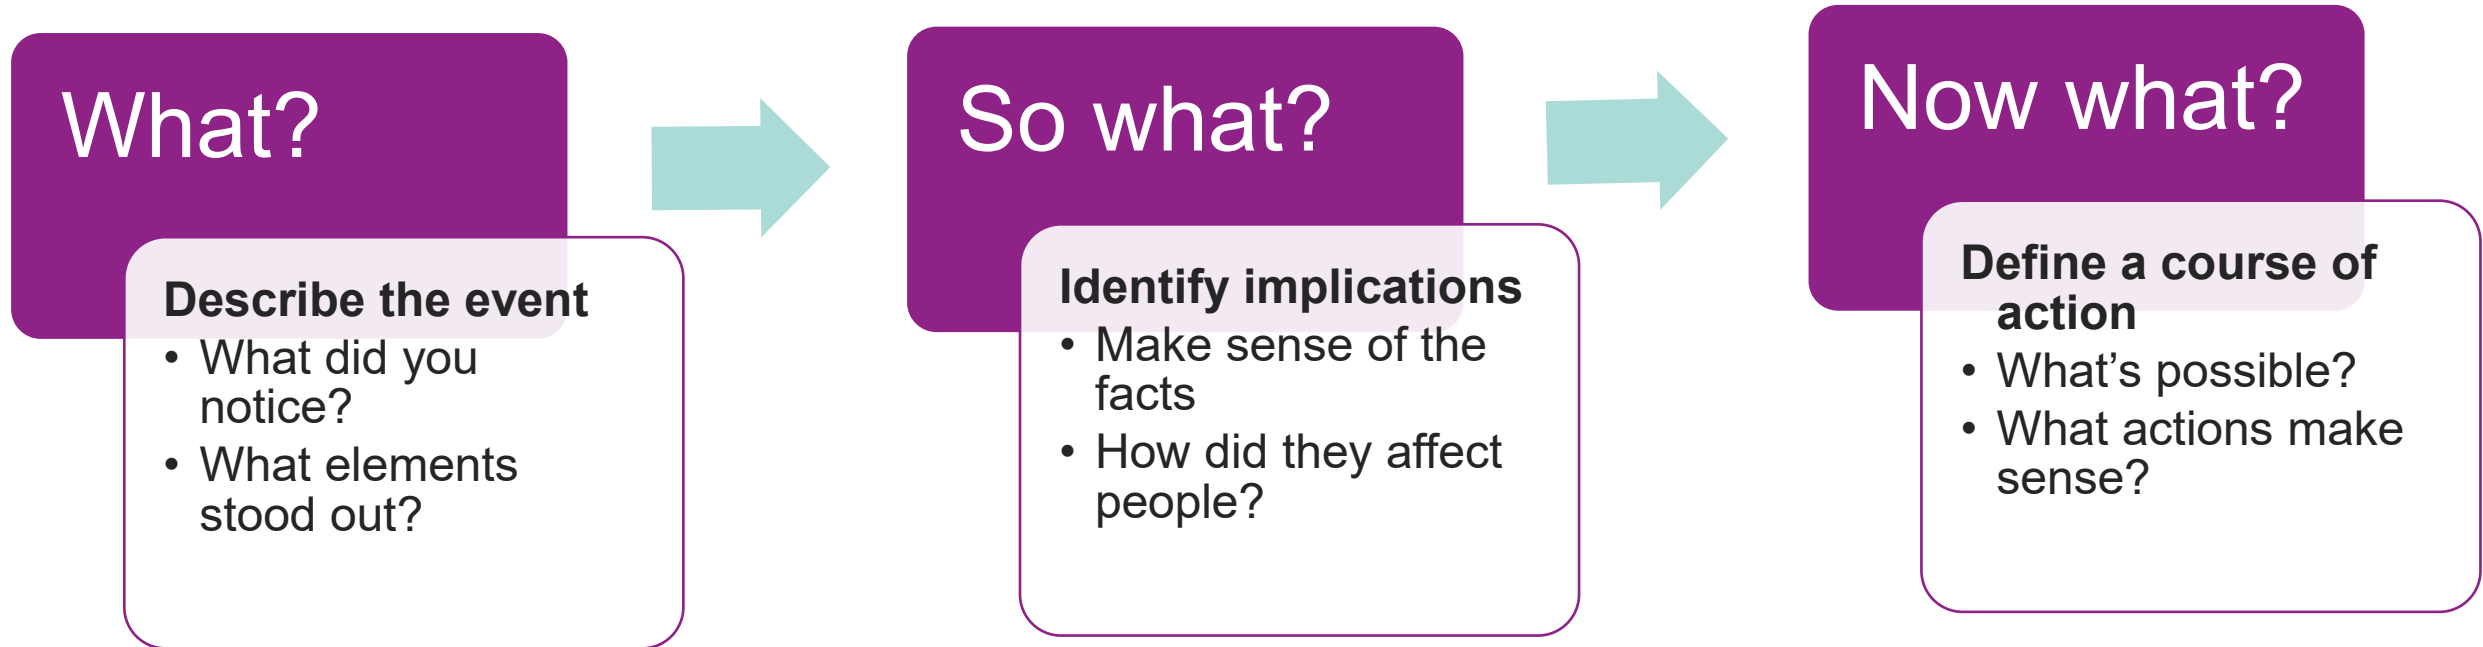 What?
Describe the event
• What did you
notice?
• What elements
stood out?
So what?
Identify implications
• Make sense of the
facts
• How did they affect
people?
Now what?
Define a course of
action
• What’s possible?
• What actions make
sense?